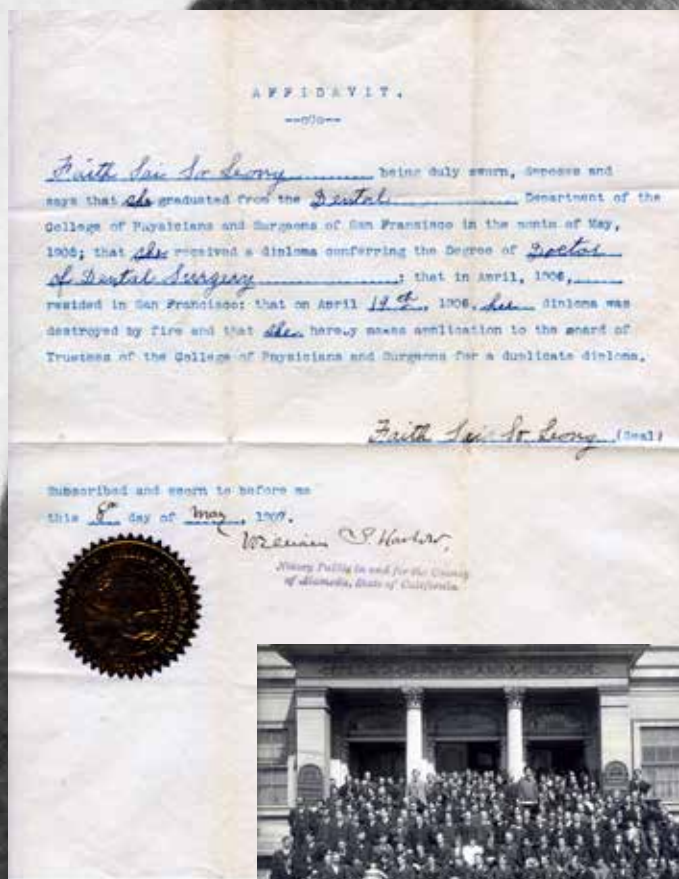 AFFIDAVIT.
--o0o--
Faith Sai So Leong being duly sworn, deposes and
says that she graduated from the Dental Department of the
College of Physicians and Surgeons of San Francisco in the month of May,
1905; that she received a diploma conferring the Degree of Doctor
of Dental Surgery ; that in April, 1906,
resided in San Francisco; that on April 19th, 1906, her diploma was
destroyed by fire and that she hereby makes application to the Board of
Trustees of the College of Physicians and Surgeons for a duplicate diploma.
Faith Sai So Leong (Seal)
Subscribed and sworn to before me
this 8th day of May, 1907.
Notary Public in and for the County
of Alameda, State of California.
COLLEGE OF PHYSICIANS & SURGEONS